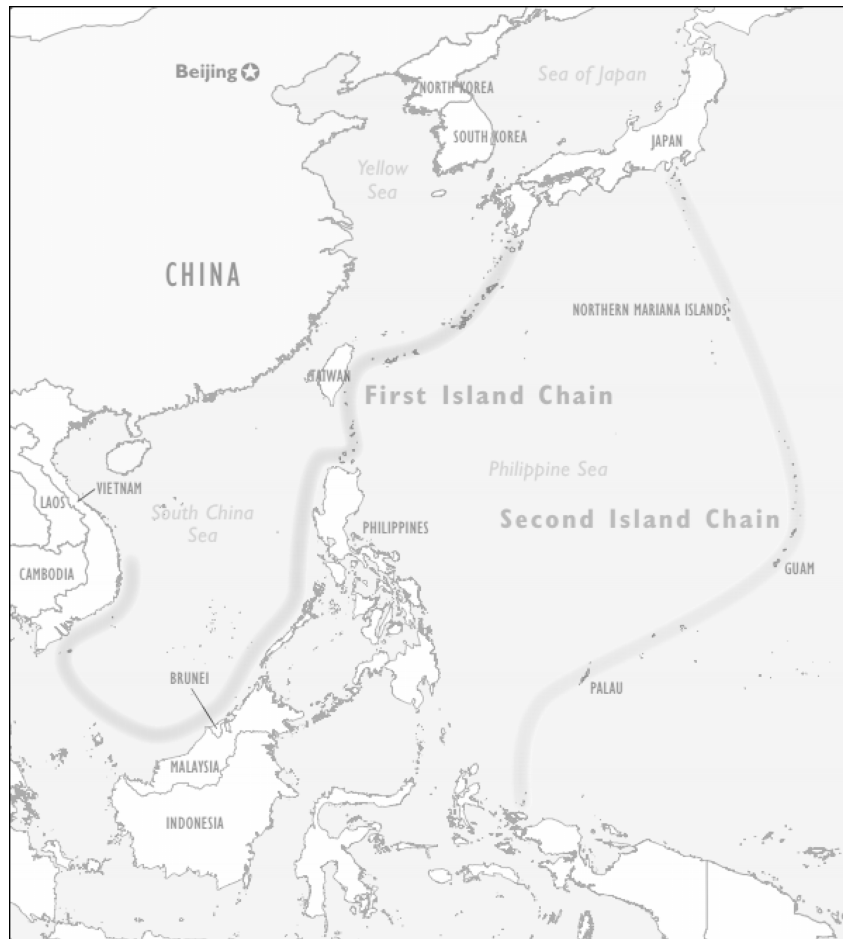 Beijing
NORTH KOREA
Sea of Japan
SOUTH KOREA
JAPAN
Yellow
Sea
CHINA
NORTHERN MARIANA ISLANDS
TAIWAN
First Island Chain
Philippine Sea
VIETNAM
LAOS
South China
Sea
Second Island Chain
PHILIPPINES
CAMBODIA
GUAM
BRUNEI
PALAU
MALAYSIA
INDONESIA